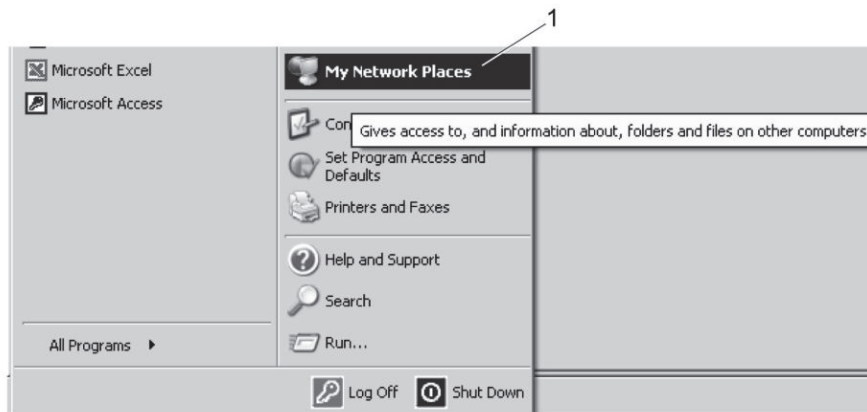 1
Microsoft Excel
Microsoft Access
All Programs
My Network Places
Con
Gives access to, and information about, folders and files on other computers
Set Program Access and
Defaults
Printers and Faxes
Help and Support
Search
Run...
Log Off
Shut Down